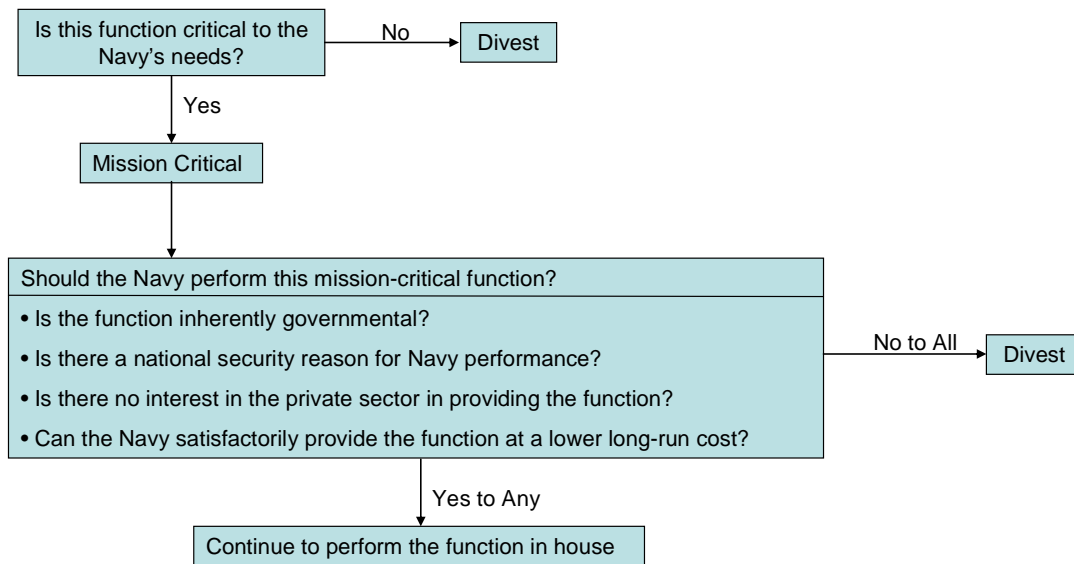 Is this function critical to the
Navy’s needs?
No
Divest
Yes
Mission Critical
Should the Navy perform this mission-critical function?
• Is the function inherently governmental?
• Is there a national security reason for Navy performance?
• Is there no interest in the private sector in providing the function?
• Can the Navy satisfactorily provide the function at a lower long-run cost?
No to All
Divest
Yes to Any
Continue to perform the function in house